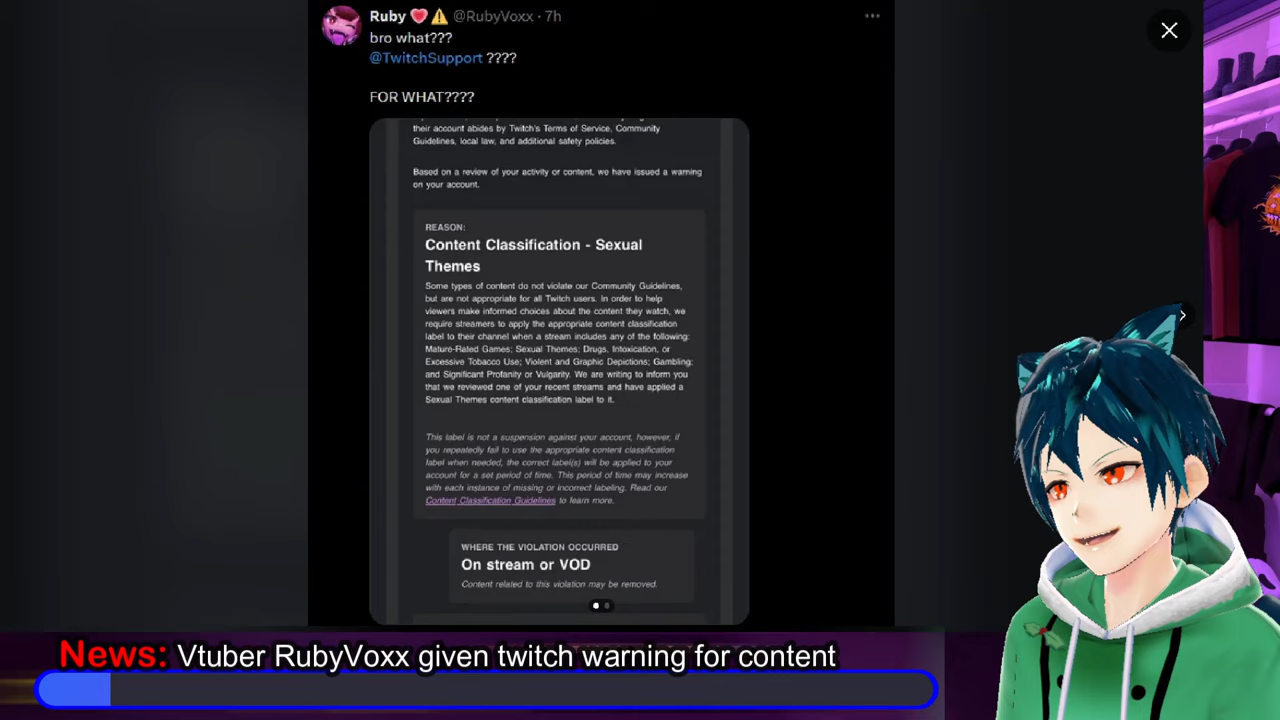 Ruby ❤️⚠️ @RubyVoxx · 7h
bro what???
@TwitchSupport ????
FOR WHAT????
their account abides by Twitch's Terms of Service, Community
Guidelines, local law, and additional safety policies.
Based on a review of your activity or content, we have issued a warning
on your account.
REASON:
Content Classification - Sexual
Themes
Some types of content do not violate our Community Guidelines,
but are not appropriate for all Twitch users. In order to help
viewers make informed choices about the content they watch, we
require streamers to apply the appropriate content classification
label to their channel when a stream includes any of the following:
Mature-Rated Games; Sexual Themes; Drugs, Intoxication, or
Excessive Tobacco Use; Violent and Graphic Depictions; Gambling;
and Significant Profanity or Vulgarity. We are writing to inform you
that we reviewed one of your recent streams and have applied a
Sexual Themes content classification label to it.
This label is not a suspension against your account, however, if
you repeatedly fail to use the appropriate content classification
label when needed, the correct label(s) will be applied to your
account for a set period of time. This period of time may increase
with each instance of missing or incorrect labeling. Read our
Content Classification Guidelines to learn more.
WHERE THE VIOLATION OCCURRED
On stream or VOD
Content related to this violation may be removed.
News: Vtuber RubyVoxx given twitch warning for content